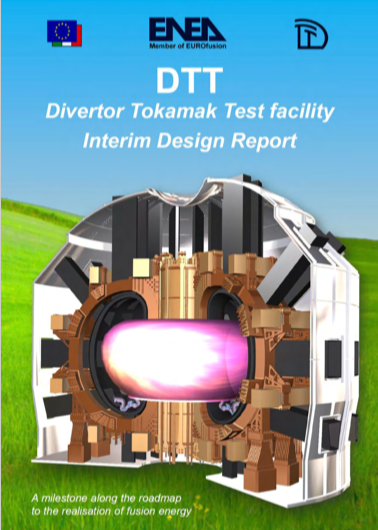 ENEA
Member of EUROfusion
DTT
Divertor Tokamak Test facility
Interim Design Report
A milestone along the roadmap
to the realisation of fusion energy